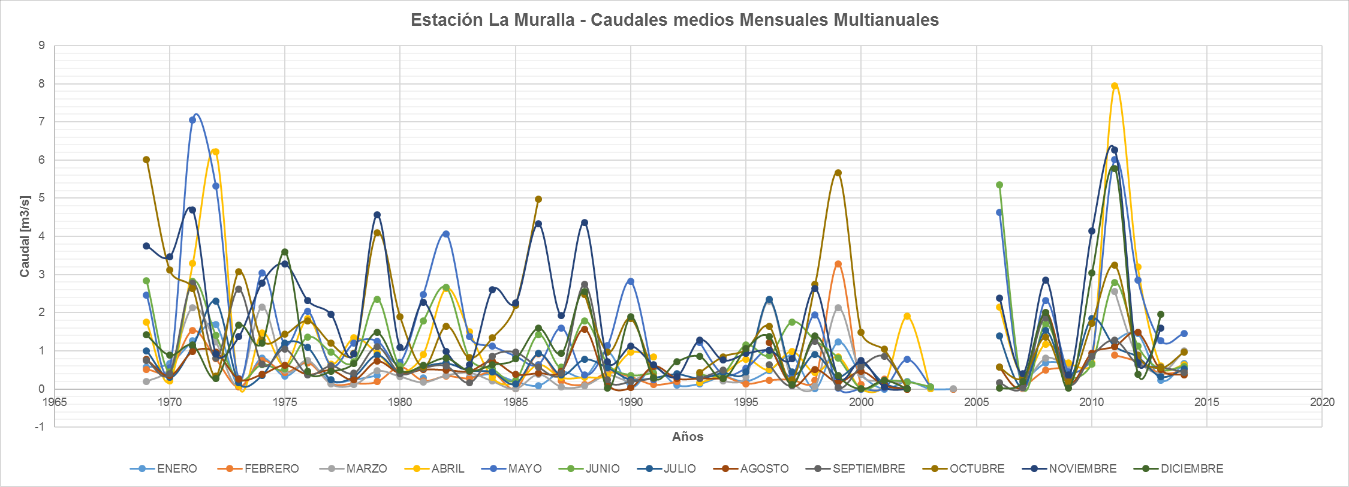 Estación La Muralla - Caudales medios Mensuales Multianuales
9
8
7
6
5
4
3
2
1
0
-1
Caudal [m3/s]
1965 1970 1975 1980 1985 1990 1995 2000 2005 2010 2015 2020
Años
ENERO FEBRERO MARZO ABRIL MAYO JUNIO JULIO AGOSTO SEPTIEMBRE OCTUBRE NOVIEMBRE DICIEMBRE